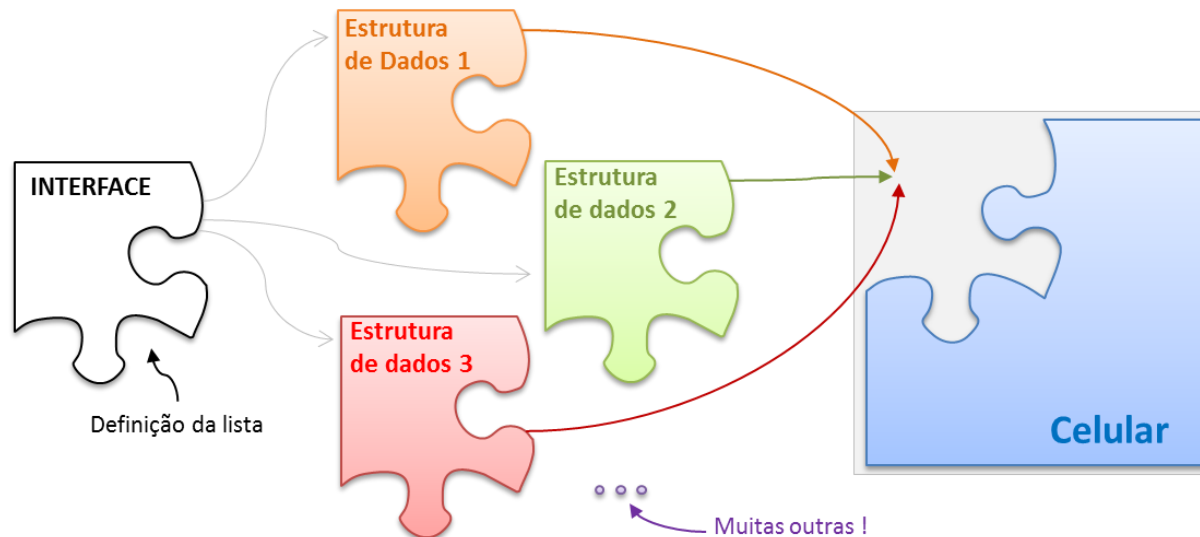 Estrutura
de Dados 1
INTERFACE
Estrutura
de dados 2
Estrutura
de dados 3
Definição da lista
Celular
Muitas outras !